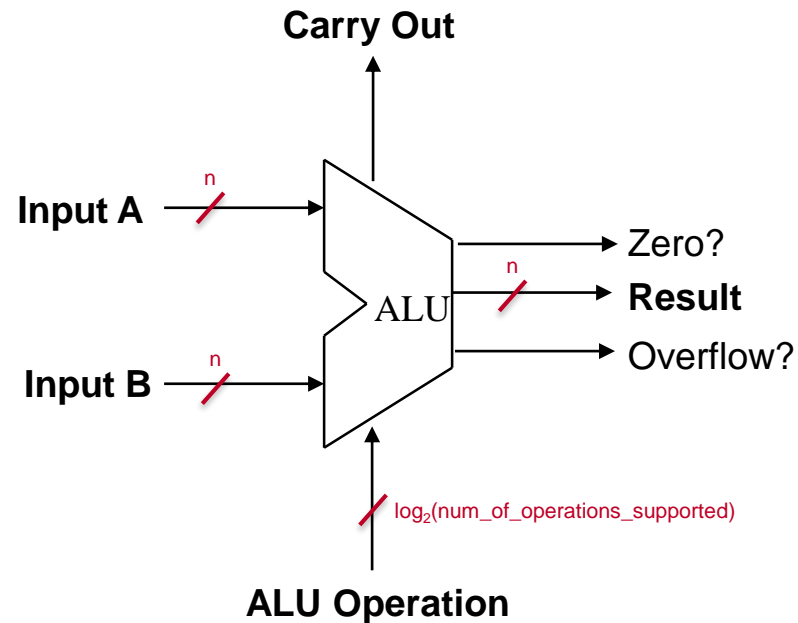 Carry Out
n
Input A
Zero?
n
Result
ALU
Overflow?
n
Input B
log₂(num_of_operations_supported)
ALU Operation